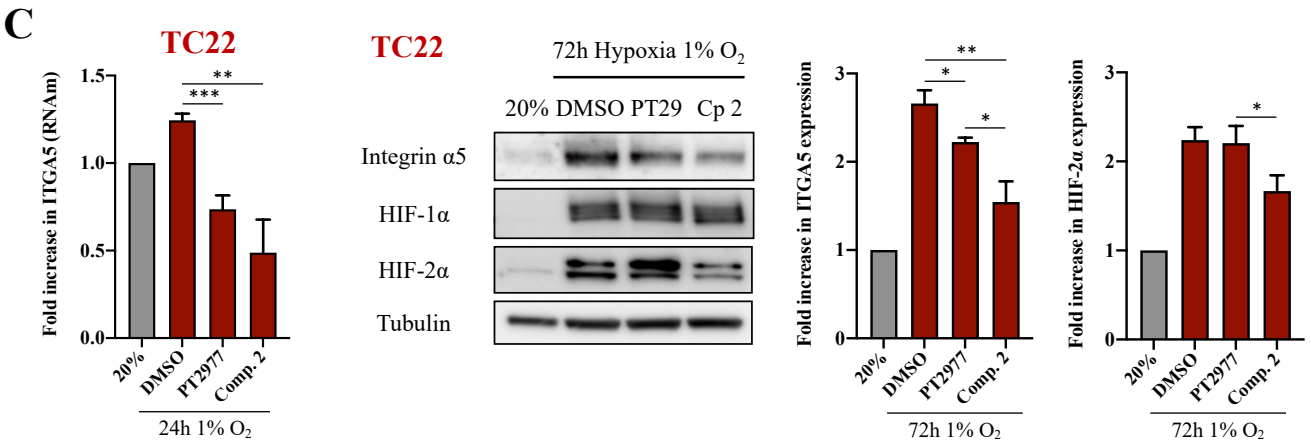 C
TC22
Fold increase in ITGA5 (RNAm)
1.5
1.0
0.5
0.0
**
***
20%
DMSO
PT2977
Comp. 2
24h 1% O₂
TC22
72h Hypoxia 1% O₂
20% DMSO PT29 Cp 2
Integrin α5
HIF-1α
HIF-2α
Tubulin
Fold increase in ITGA5 expression
3
2
1
0
**
*
*
20%
DMSO
PT2977
Comp. 2
72h 1% O₂
Fold increase in HIF-2α expression
3
2
1
0
*
20%
DMSO
PT2977
Comp. 2
72h 1% O₂